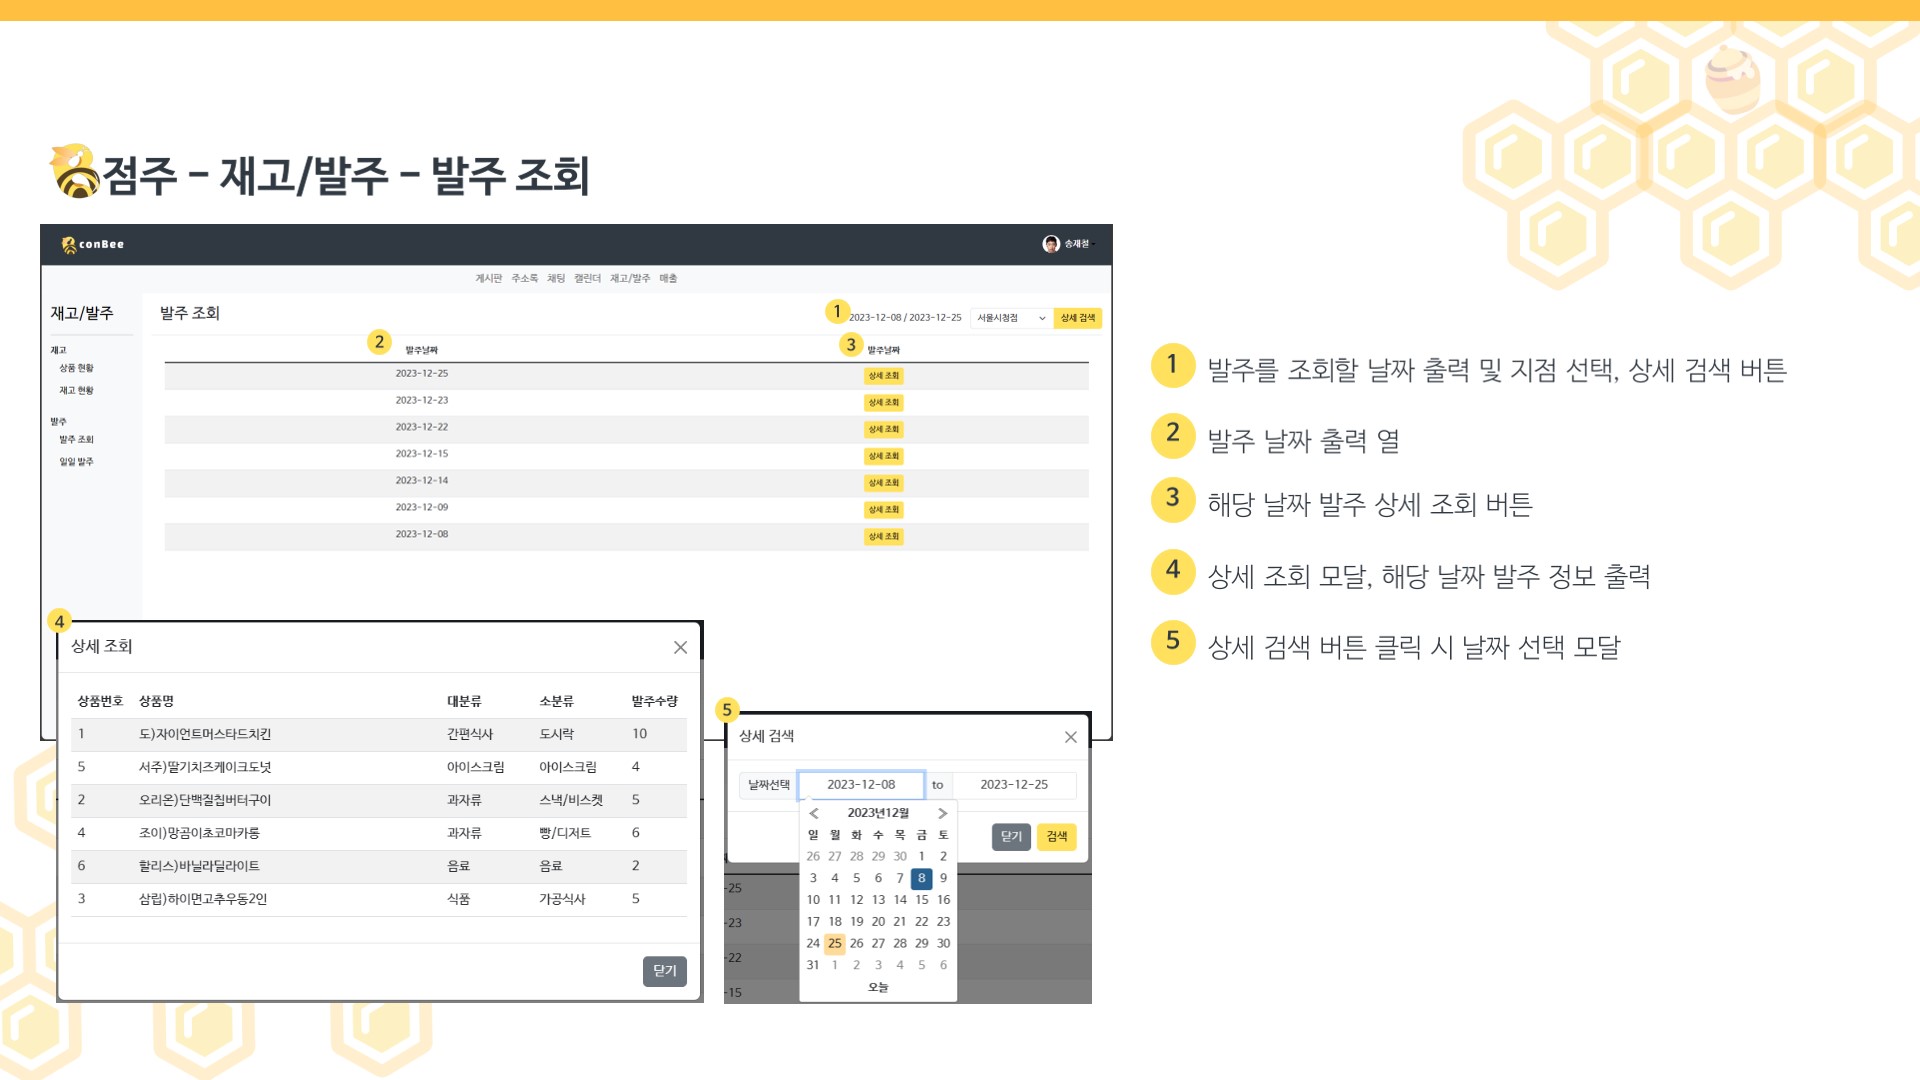 점주 - 재고/발주 - 발주 조회
conBee
송재철
게시판 주소록 채팅 캘린더 재고/발주 매출
재고/발주
재고
상품 현황
재고 현황
발주
발주 조회
일일 발주
발주 조회
1 2023-12-08 / 2023-12-25 서울시청점 상세 검색
2 발주날짜 3 발주날짜
2023-12-25 상세 조회
2023-12-23 상세 조회
2023-12-22 상세 조회
2023-12-15 상세 조회
2023-12-14 상세 조회
2023-12-09 상세 조회
2023-12-08 상세 조회
4
상세 조회
상품번호 상품명 대분류 소분류 발주수량
1 도)자이언트머스타드치킨 간편식사 도시락 10
5 서주)딸기치즈케이크도넛 아이스크림 아이스크림 4
2 오리온)단백질칩버터구이 과자류 스낵/비스켓 5
4 조이)망곰이초코마카롱 과자류 빵/디저트 6
6 할리스)바닐라딜라이트 음료 음료 2
3 삼립)하이면고추우동2인 식품 가공식사 5
닫기
5
상세 검색
날짜선택 2023-12-08 to 2023-12-25
2023년12월
일 월 화 수 목 금 토
26 27 28 29 30 1 2
3 4 5 6 7 8 9
10 11 12 13 14 15 16
17 18 19 20 21 22 23
24 25 26 27 28 29 30
31 1 2 3 4 5 6
오늘
닫기 검색
-25
-23
-22
-15
1 발주를 조회할 날짜 출력 및 지점 선택, 상세 검색 버튼
2 발주 날짜 출력 열
3 해당 날짜 발주 상세 조회 버튼
4 상세 조회 모달, 해당 날짜 발주 정보 출력
5 상세 검색 버튼 클릭 시 날짜 선택 모달